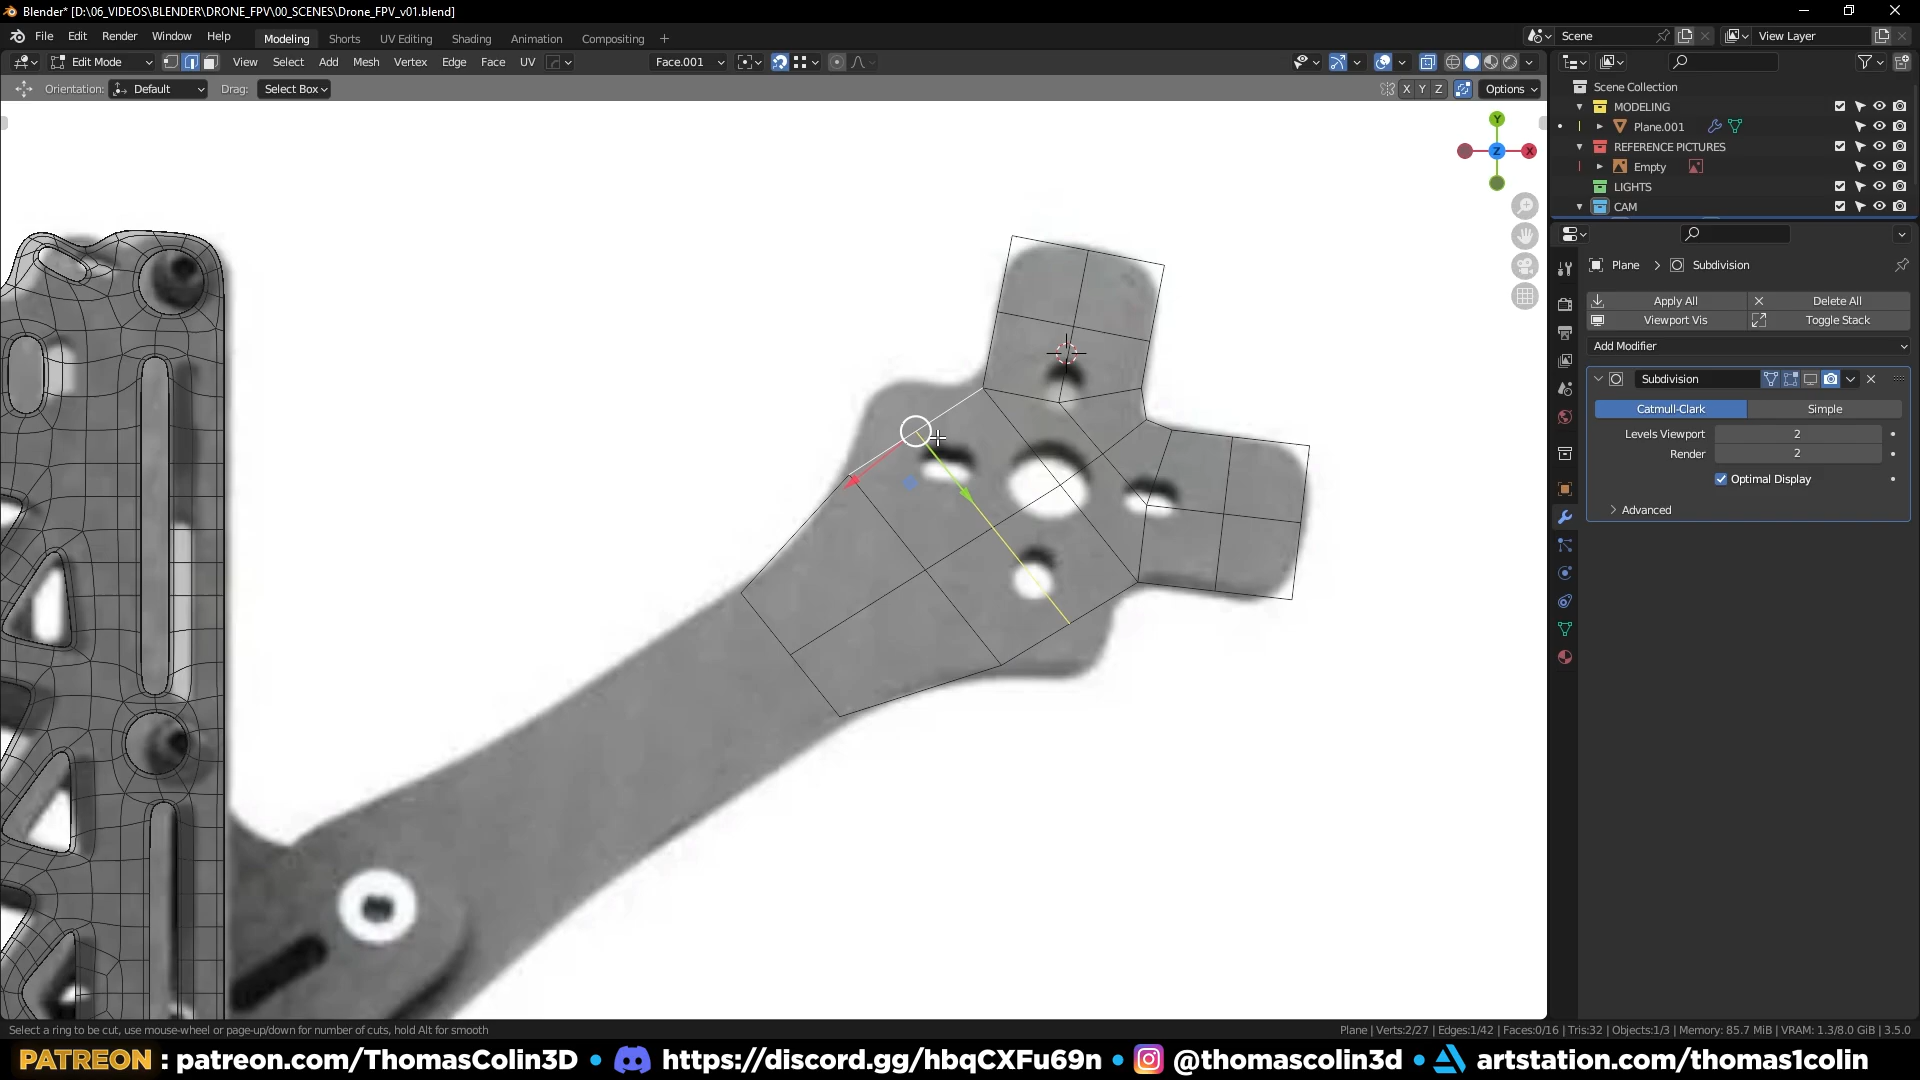 Blender* [D:\06_VIDEOS\BLENDER\DRONE_FPV\00_SCENES\Drone_FPV_v01.blend]
File Edit Render Window Help Modeling Shorts UV Editing Shading Animation Compositing + Scene View Layer
Edit Mode View Select Add Mesh Vertex Edge Face UV Face.001
Orientation: Default Drag: Select Box X Y Z Options
Scene Collection
MODELING
Plane.001
REFERENCE PICTURES
Empty
LIGHTS
CAM
Y
Z X
Plane > Subdivision
Apply All Delete All
Viewport Vis Toggle Stack
Add Modifier
Subdivision
Catmull-Clark Simple
Levels Viewport 2
Render 2
Optimal Display
Advanced
Select a ring to be cut, use mouse-wheel or page-up/down for number of cuts, hold Alt for smooth
Plane | Verts:2/27 | Edges:1/42 | Faces:0/16 | Tris:32 | Objects:1/3 | Memory: 85.7 MiB | VRAM: 1.3/8.0 GiB | 3.5.0
PATREON : patreon.com/ThomasColin3D • https://discord.gg/hbqCXFu69n • @thomascolin3d • artstation.com/thomas1colin